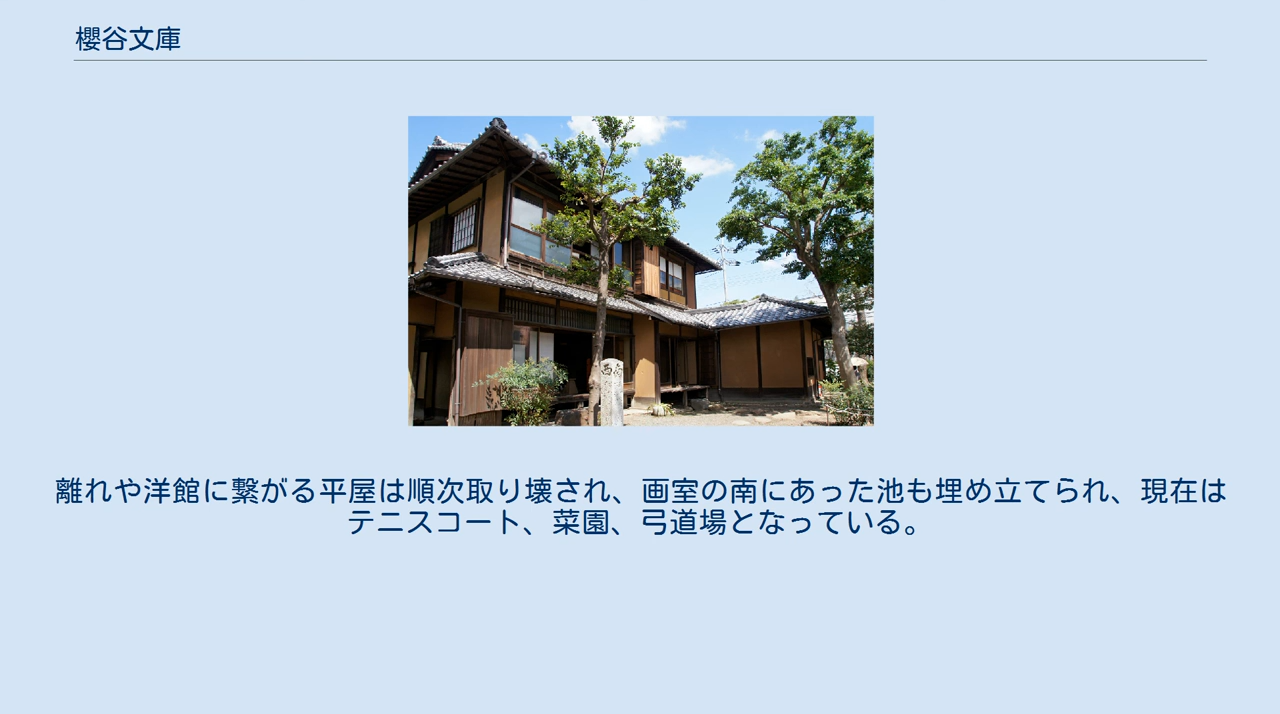 櫻谷文庫
離れや洋館に繋がる平屋は順次取り壊され、画室の南にあった池も埋め立てられ、現在は
テニスコート、菜園、弓道場となっている。